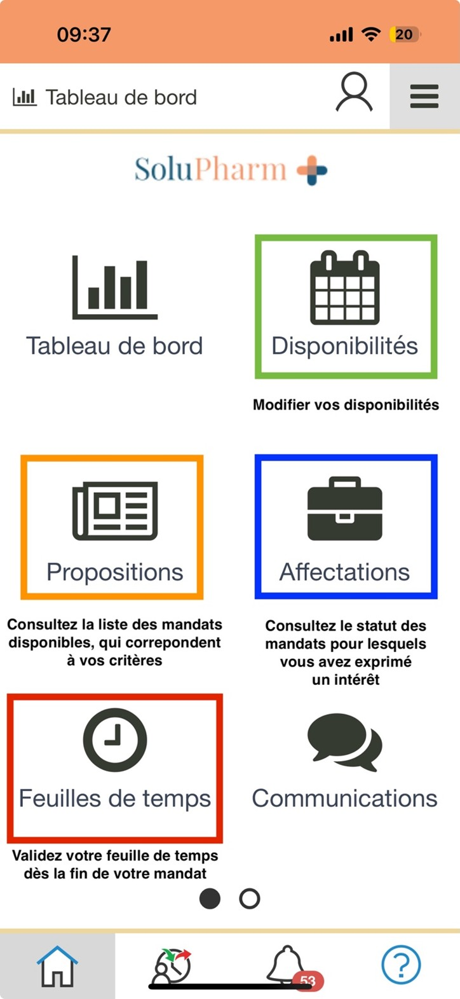 09:37
20
Tableau de bord
SoluPharm
Tableau de bord
Disponibilités
Modifier vos disponibilités
Propositions
Affectations
Consultez la liste des mandats
disponibles, qui correpondent
à vos critères
Consultez le statut des
mandats pour lesquels
vous avez exprimé
un intérêt
Feuilles de temps
Communications
Validez votre feuille de temps
dès la fin de votre mandat
53
?